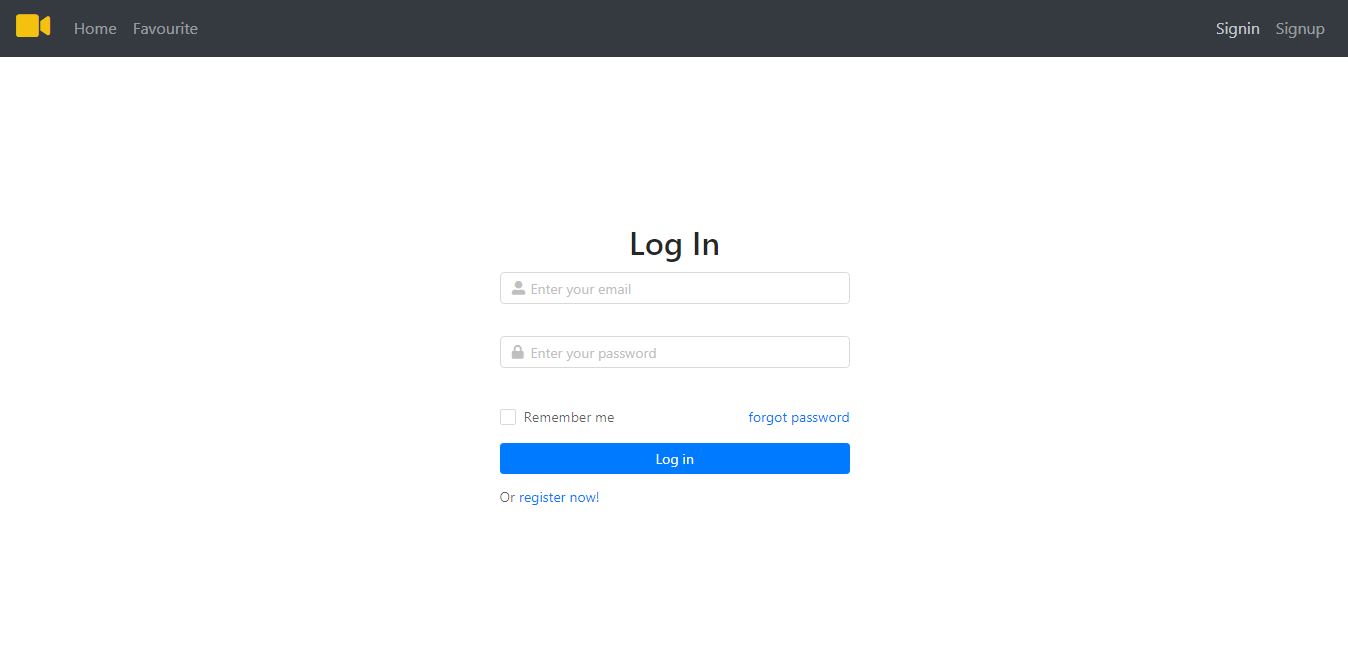 Home Favourite Signin Signup
Log In
Enter your email
Enter your password
Remember me forgot password
Log in
Or register now!